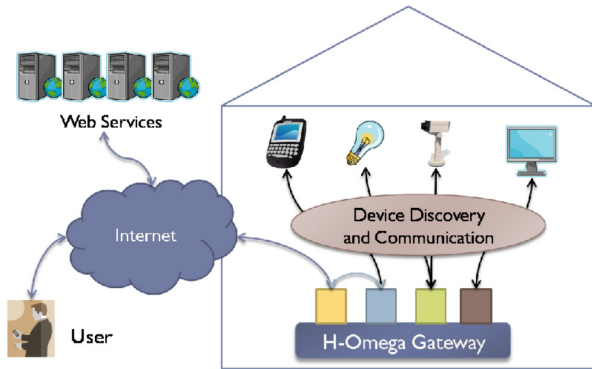 Web Services
Internet
Device Discovery
and Communication
User
H-Omega Gateway